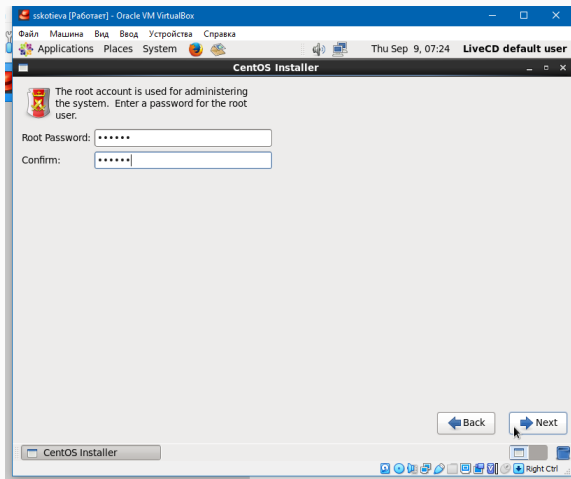 sskotieva [Работает] - Oracle VM VirtualBox
Файл Машина Вид Ввод Устройства Справка
Applications Places System Thu Sep 9, 07:24 LiveCD default user
CentOS Installer
The root account is used for administering
the system. Enter a password for the root
user.
Root Password: ••••••
Confirm: ••••••
Back Next
CentOS Installer
Right Ctrl